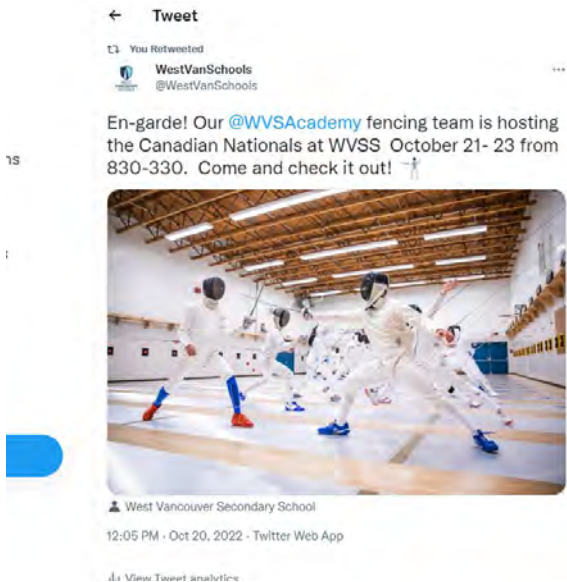 ← Tweet
You Retweeted
WestVanSchools
@WestVanSchools
En-garde! Our @WVSAcademy fencing team is hosting
the Canadian Nationals at WVSS October 21- 23 from
830-330. Come and check it out! 🤺
ns
West Vancouver Secondary School
12:05 PM · Oct 20, 2022 · Twitter Web App
View Tweet analytics